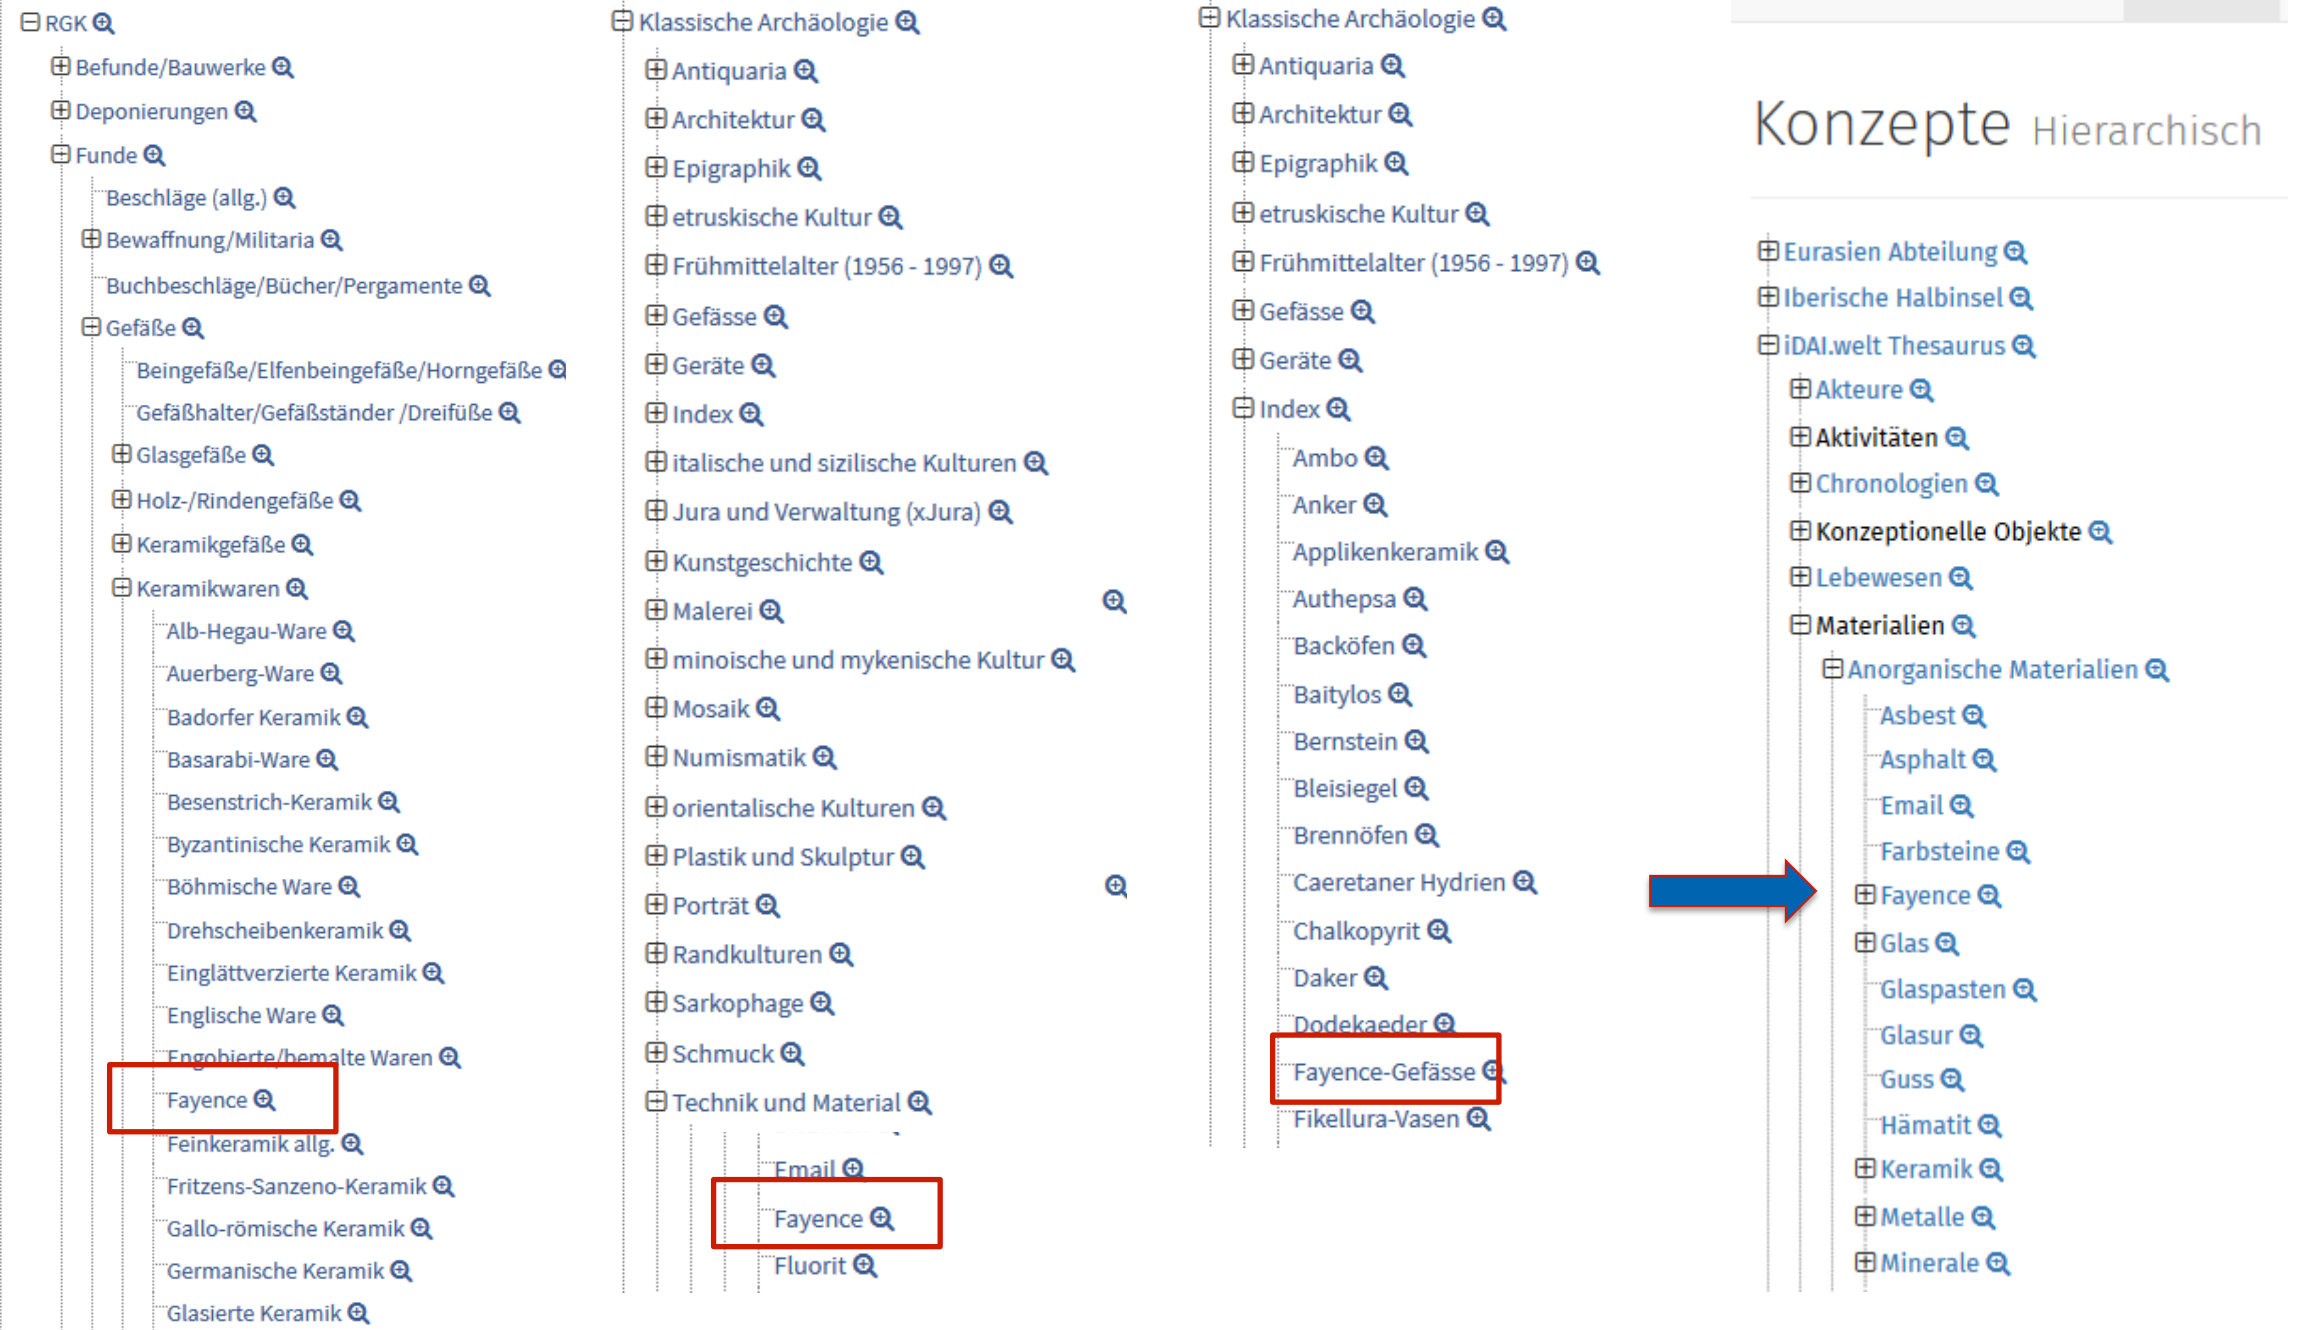 RGK
Befunde/Bauwerke
Deponierungen
Funde
Beschläge (allg.)
Bewaffnung/Militaria
Buchbeschläge/Bücher/Pergamente
Gefäße
Beingefäße/Elfenbeingefäße/Horngefäße
Gefäßhalter/Gefäßständer /Dreifüße
Glasgefäße
Holz-/Rindengefäße
Keramikgefäße
Keramikwaren
Alb-Hegau-Ware
Auerberg-Ware
Badorfer Keramik
Basarabi-Ware
Besenstrich-Keramik
Byzantinische Keramik
Böhmische Ware
Drehscheibenkeramik
Einglättverzierte Keramik
Englische Ware
Engobierte/bemalte Waren
Fayence
Feinkeramik allg.
Fritzens-Sanzeno-Keramik
Gallo-römische Keramik
Germanische Keramik
Glasierte Keramik
Klassische Archäologie
Antiquaria
Architektur
Epigraphik
etruskische Kultur
Frühmittelalter (1956 - 1997)
Gefässe
Geräte
Index
italische und sizilische Kulturen
Jura und Verwaltung (xJura)
Kunstgeschichte
Malerei
minoische und mykenische Kultur
Mosaik
Numismatik
orientalische Kulturen
Plastik und Skulptur
Porträt
Randkulturen
Sarkophage
Schmuck
Technik und Material
Email
Fayence
Fluorit
Klassische Archäologie
Antiquaria
Architektur
Epigraphik
etruskische Kultur
Frühmittelalter (1956 - 1997)
Gefässe
Geräte
Index
Ambo
Anker
Applikenkeramik
Authepsa
Backöfen
Baitylos
Bernstein
Bleisiegel
Brennöfen
Caeretaner Hydrien
Chalkopyrit
Daker
Dodekaeder
Fayence-Gefässe
Fikellura-Vasen
Konzepte Hierarchisch
Eurasien Abteilung
Iberische Halbinsel
iDAI.welt Thesaurus
Akteure
Aktivitäten
Chronologien
Konzeptionelle Objekte
Lebewesen
Materialien
Anorganische Materialien
Asbest
Asphalt
Email
Farbsteine
Fayence
Glas
Glaspasten
Glasur
Guss
Hämatit
Keramik
Metalle
Minerale